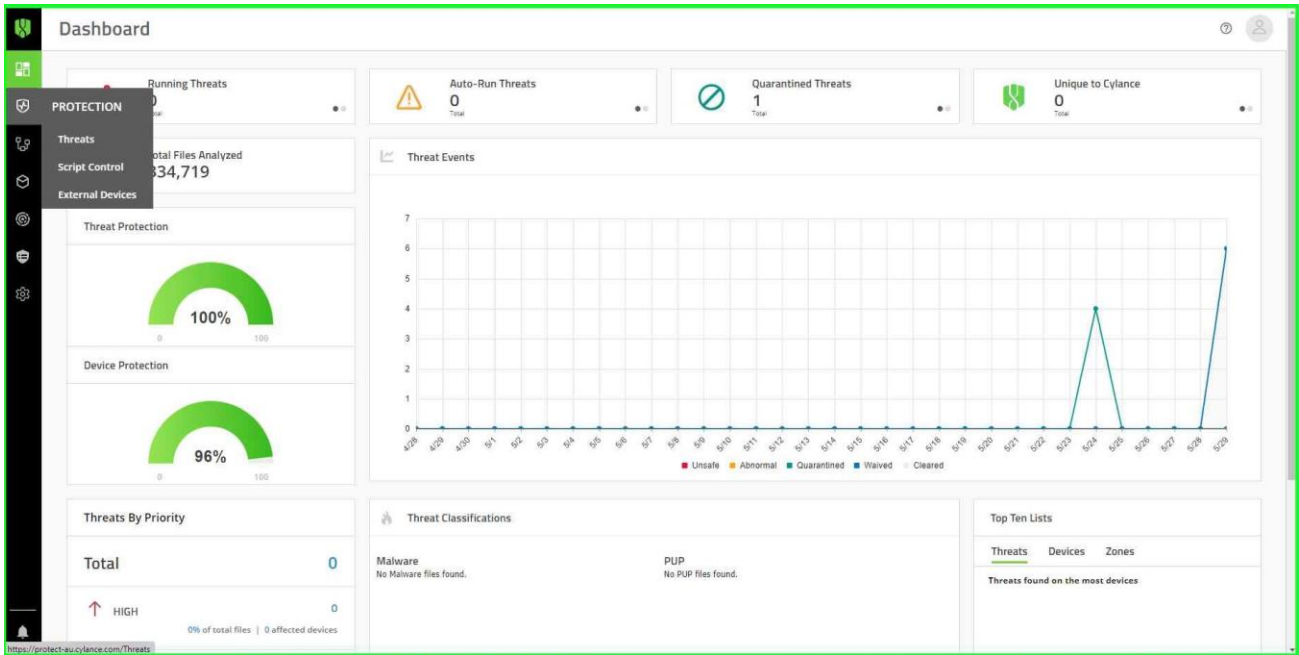 Dashboard
PROTECTION
Threats
Script Control
External Devices
Running Threats
Total
Auto-Run Threats
0
Total
Quarantined Threats
1
Total
Unique to Cylance
0
Total
Total Files Analyzed
334,719
Threat Events
7
6
5
4
3
2
1
0
4/28 4/29 4/30 5/1 5/2 5/3 5/4 5/5 5/6 5/7 5/8 5/9 5/10 5/11 5/12 5/13 5/14 5/15 5/16 5/17 5/18 5/19 5/20 5/21 5/22 5/23 5/24 5/25 5/26 5/27 5/28 5/29
Unsafe Abnormal Quarantined Waived Cleared
Threat Protection
100%
0 100
Device Protection
96%
0 100
Threats By Priority
Total 0
HIGH 0
0% of total files | 0 affected devices
Threat Classifications
Malware
No Malware files found.
PUP
No PUP files found.
Top Ten Lists
Threats Devices Zones
Threats found on the most devices
https://protect-au.cylance.com/Threats